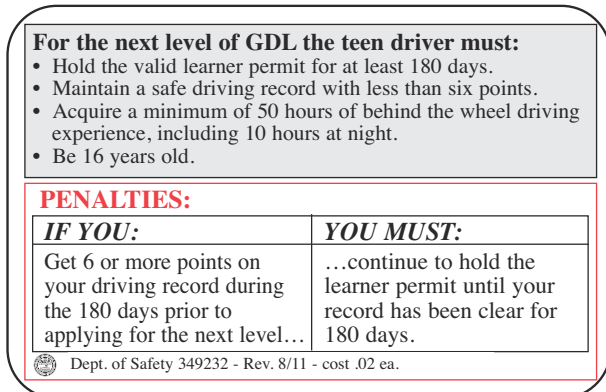 For the next level of GDL the teen driver must:
• Hold the valid learner permit for at least 180 days.
• Maintain a safe driving record with less than six points.
• Acquire a minimum of 50 hours of behind the wheel driving
experience, including 10 hours at night.
• Be 16 years old.
PENALTIES:
IF YOU:
Get 6 or more points on
your driving record during
the 180 days prior to
applying for the next level…
YOU MUST:
…continue to hold the
learner permit until your
record has been clear for
180 days.
Dept. of Safety 349232 - Rev. 8/11 - cost .02 ea.